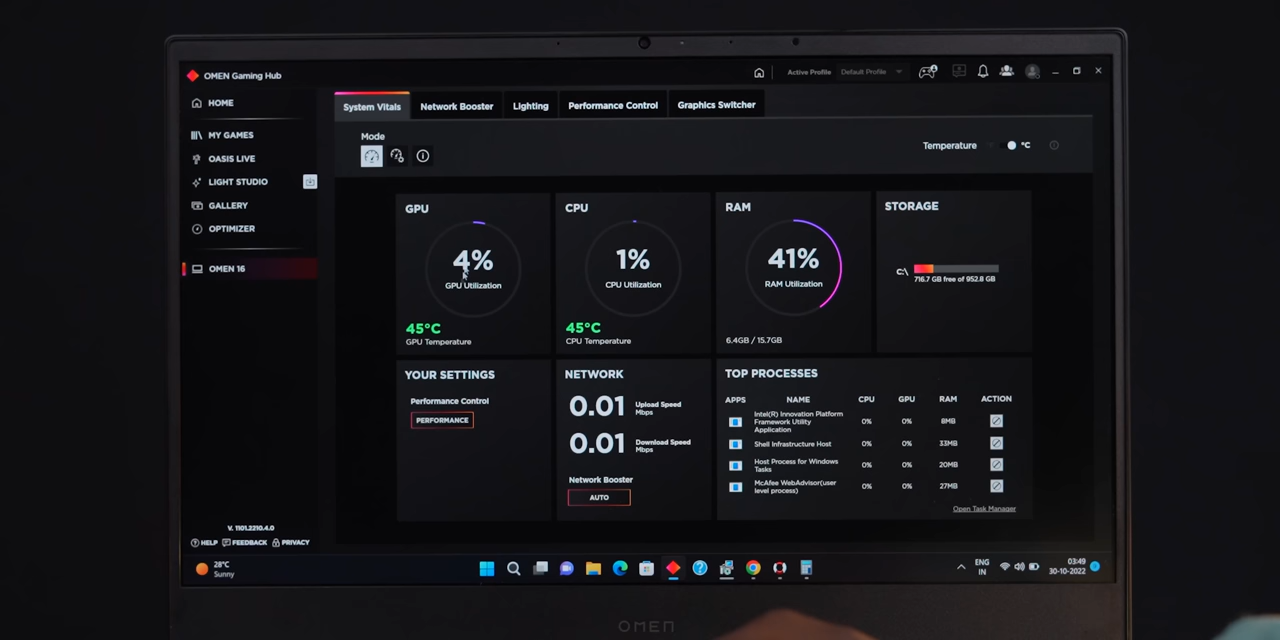 OMEN Gaming Hub
Active Profile Default Profile
HOME
MY GAMES
OASIS LIVE
LIGHT STUDIO
GALLERY
OPTIMIZER
OMEN 16
V. 1101.2210.4.0
HELP FEEDBACK PRIVACY
System Vitals Network Booster Lighting Performance Control Graphics Switcher
Mode
Temperature °C
GPU
4%
GPU Utilization
45°C
GPU Temperature
CPU
1%
CPU Utilization
45°C
CPU Temperature
RAM
41%
RAM Utilization
6.4GB / 15.7GB
STORAGE
C:\
716.7 GB free of 952.8 GB
YOUR SETTINGS
Performance Control
PERFORMANCE
NETWORK
0.01 Upload Speed
Mbps
0.01 Download Speed
Mbps
Network Booster
AUTO
TOP PROCESSES
APPS NAME CPU GPU RAM ACTION
Intel(R) Innovation Platform
Framework Utility
Application
0% 0% 8MB
Shell Infrastructure Host 0% 0% 33MB
Host Process for Windows
Tasks
0% 0% 20MB
McAfee WebAdvisor(user
level process)
0% 0% 27MB
Open Task Manager
28°C
Sunny
ENG
IN
03:49
30-10-2022
OMEN